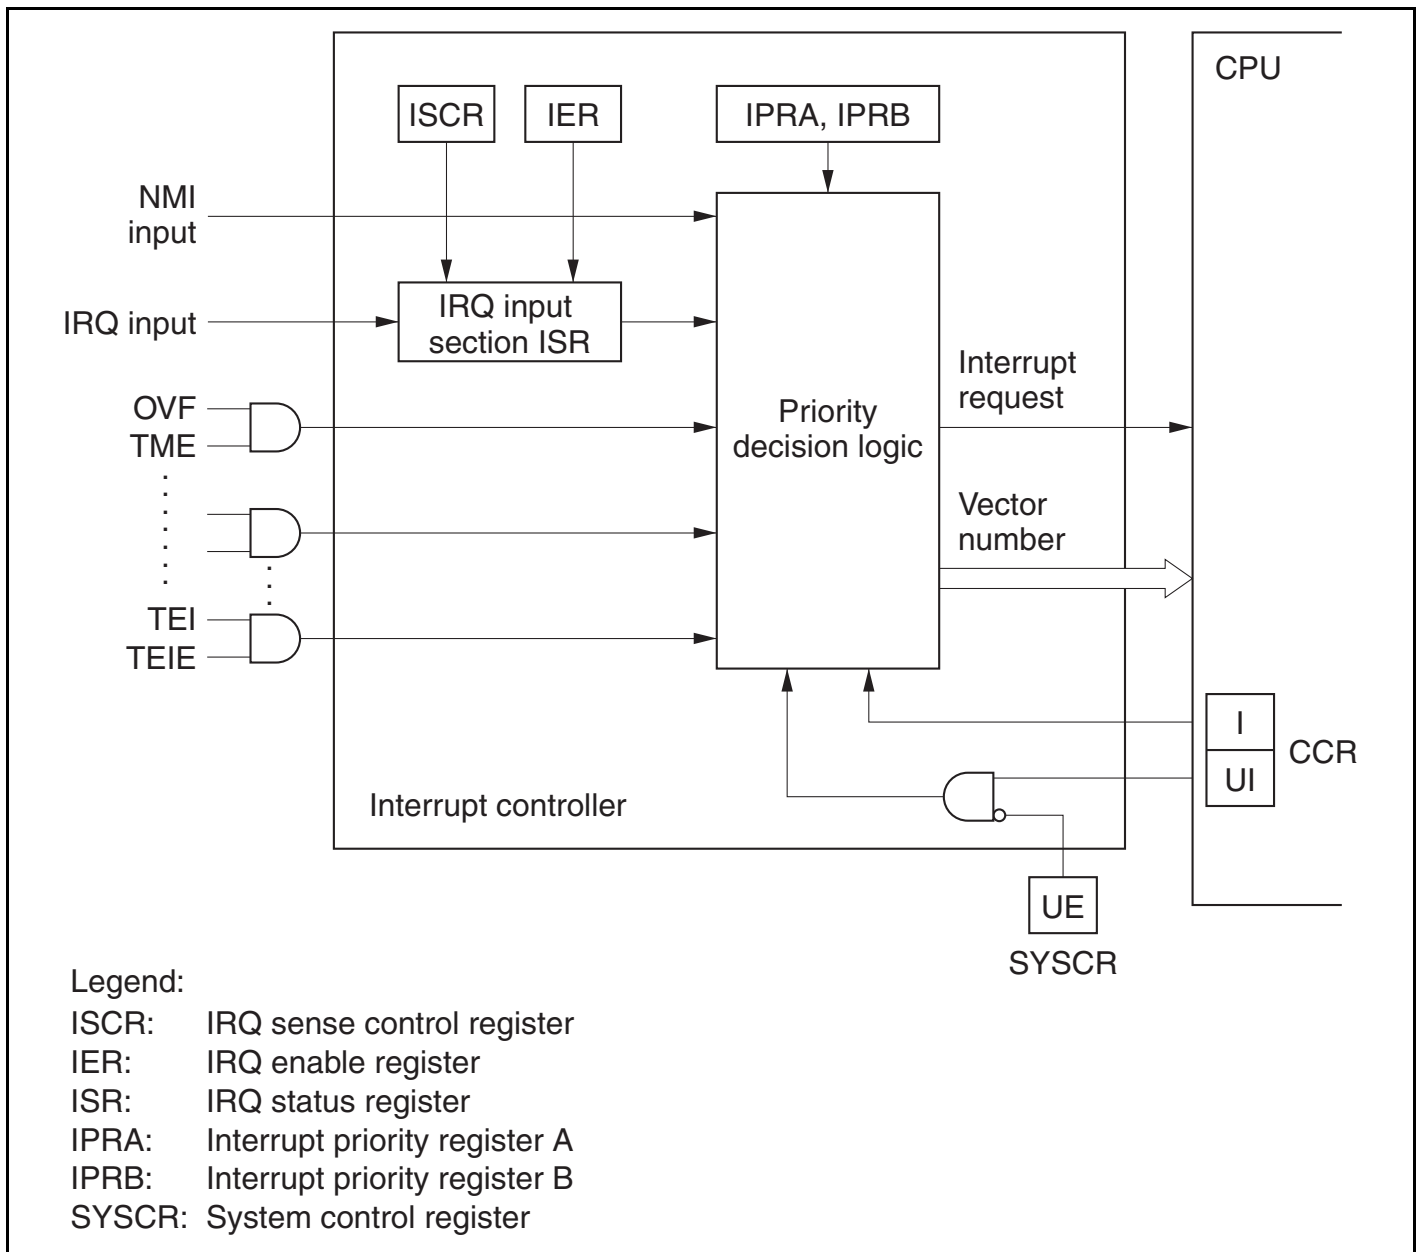 CPU
ISCR
IER
IPRA, IPRB
NMI
input
IRQ input
IRQ input
section ISR
OVF
TME
Priority
decision logic
Interrupt
request
Vector
number
TEI
TEIE
I
UI
CCR
Interrupt controller
UE
SYSCR
Legend:
ISCR: IRQ sense control register
IER: IRQ enable register
ISR: IRQ status register
IPRA: Interrupt priority register A
IPRB: Interrupt priority register B
SYSCR: System control register